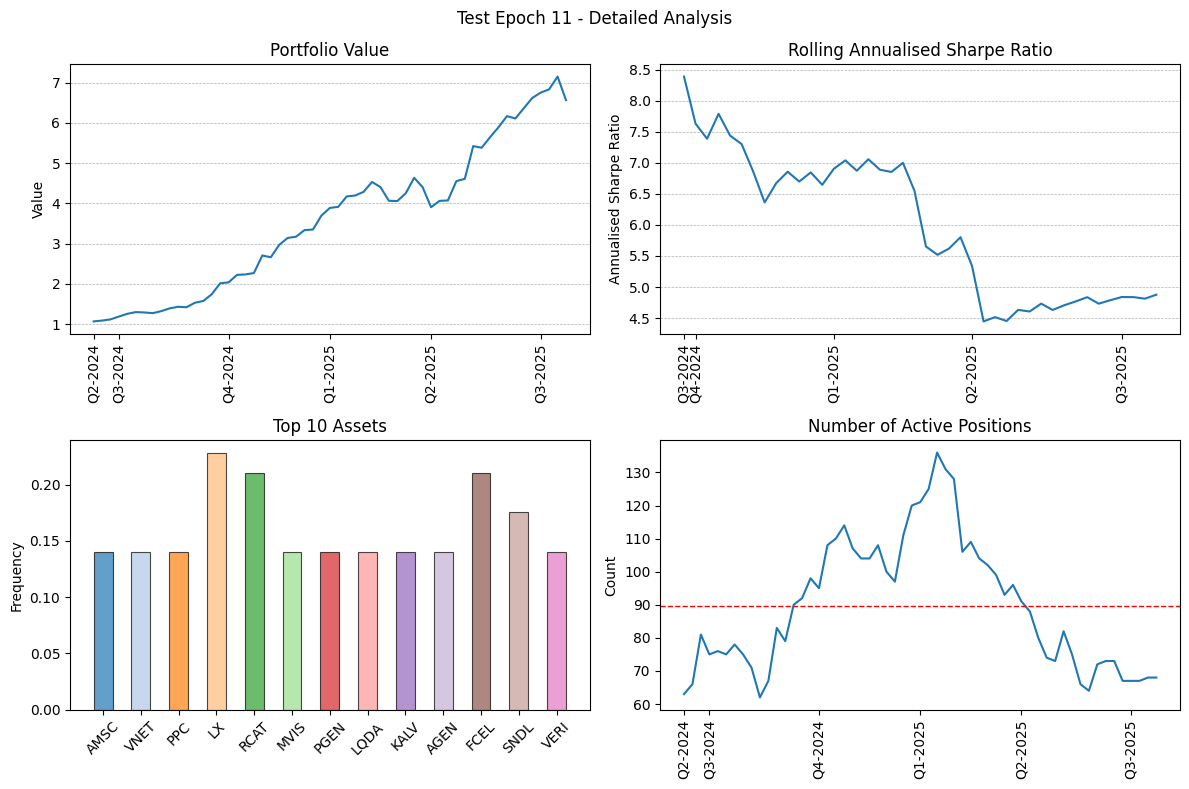 Test Epoch 11 - Detailed Analysis
Portfolio Value
Value
7
6
5
4
3
2
1
Q2-2024
Q3-2024
Q4-2024
Q1-2025
Q2-2025
Q3-2025
Rolling Annualised Sharpe Ratio
Annualised Sharpe Ratio
8.5
8.0
7.5
7.0
6.5
6.0
5.5
5.0
4.5
Q3-2024
Q4-2024
Q1-2025
Q2-2025
Q3-2025
Top 10 Assets
Frequency
0.20
0.15
0.10
0.05
0.00
AMSC
VNET
PPC
LX
RCAT
MVIS
PGEN
LQDA
KALV
AGEN
FCEL
SNDL
VERI
Number of Active Positions
Count
130
120
110
100
90
80
70
60
Q2-2024
Q3-2024
Q4-2024
Q1-2025
Q2-2025
Q3-2025